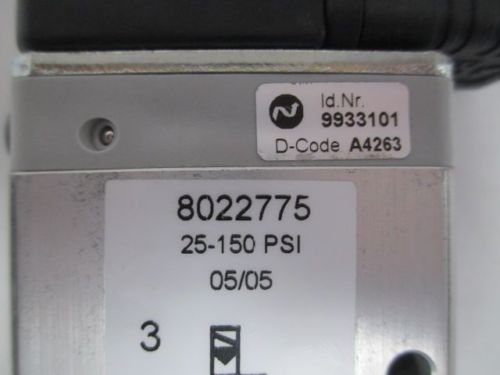 Id.Nr.
9933101
D-Code A4263
8022775
25-150 PSI
05/05
3